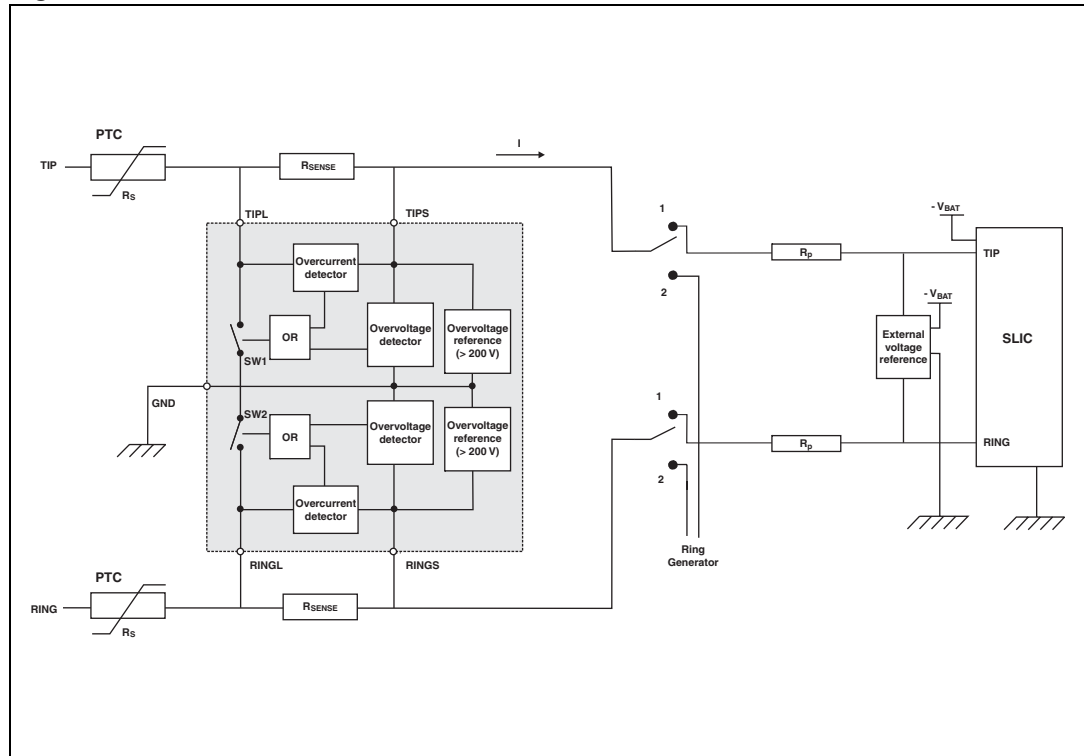 PTC
I
TIP
RSENSE
RS
TIPL
TIPS
1
- VBAT
Overcurrent
detector
RP
TIP
2
- VBAT
OR
Overvoltage
detector
Overvoltage
reference
(> 200 V)
External
voltage
reference
SLIC
SW1
GND
1
SW2
OR
Overvoltage
detector
Overvoltage
reference
(> 200 V)
RP
RING
2
Overcurrent
detector
Ring
Generator
RINGL
RINGS
PTC
RING
RSENSE
RS